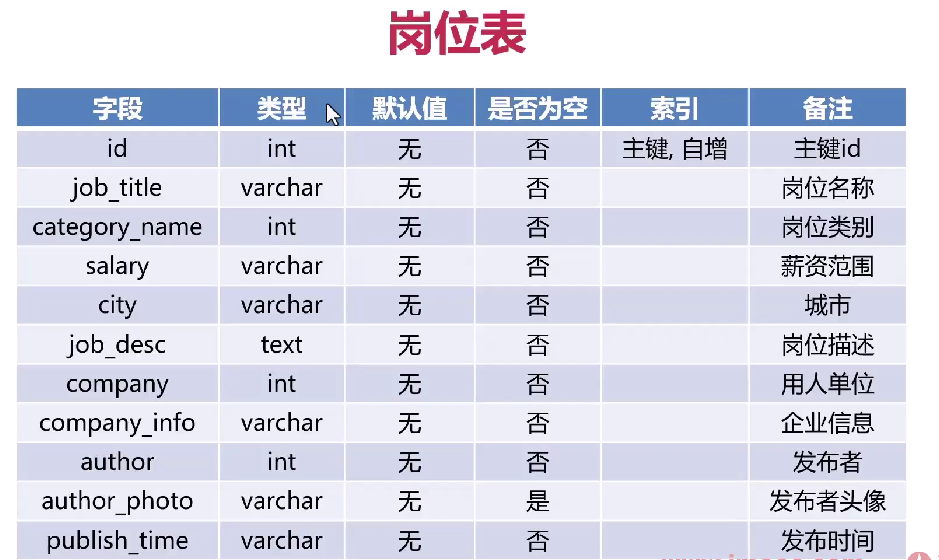 岗位表
字段 类型 默认值 是否为空 索引 备注
id int 无 否 主键, 自增 主键id
job_title varchar 无 否 岗位名称
category_name int 无 否 岗位类别
salary varchar 无 否 薪资范围
city varchar 无 否 城市
job_desc text 无 否 岗位描述
company int 无 否 用人单位
company_info varchar 无 否 企业信息
author int 无 否 发布者
author_photo varchar 无 是 发布者头像
publish_time varchar 无 否 发布时间